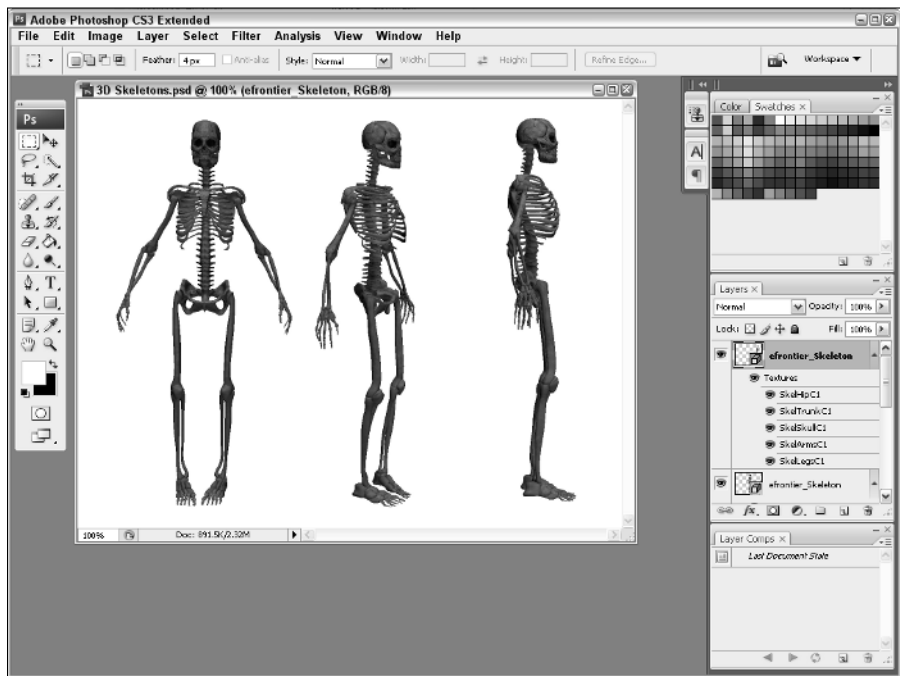 Ps Adobe Photoshop CS3 Extended
File Edit Image Layer Select Filter Analysis View Window Help
Feather: 4 px Anti-alias Style: Normal Width: Height: Refine Edge... Workspace
3D Skeletons.psd @ 100% (efrontier_Skeleton, RGB/8)
Ps
T
100% Doc: 891.5K/2.32M
A
¶
Color Swatches x
Layers x
Normal Opacity: 100%
Lock: Fill: 100%
efrontier_Skeleton
Textures
SkelHipC1
SkelTrunkC1
SkelSkullC1
SkelArmsC1
SkelLegsC1
efrontier_Skeleton
fx.
Layer Comps x
Last Document State